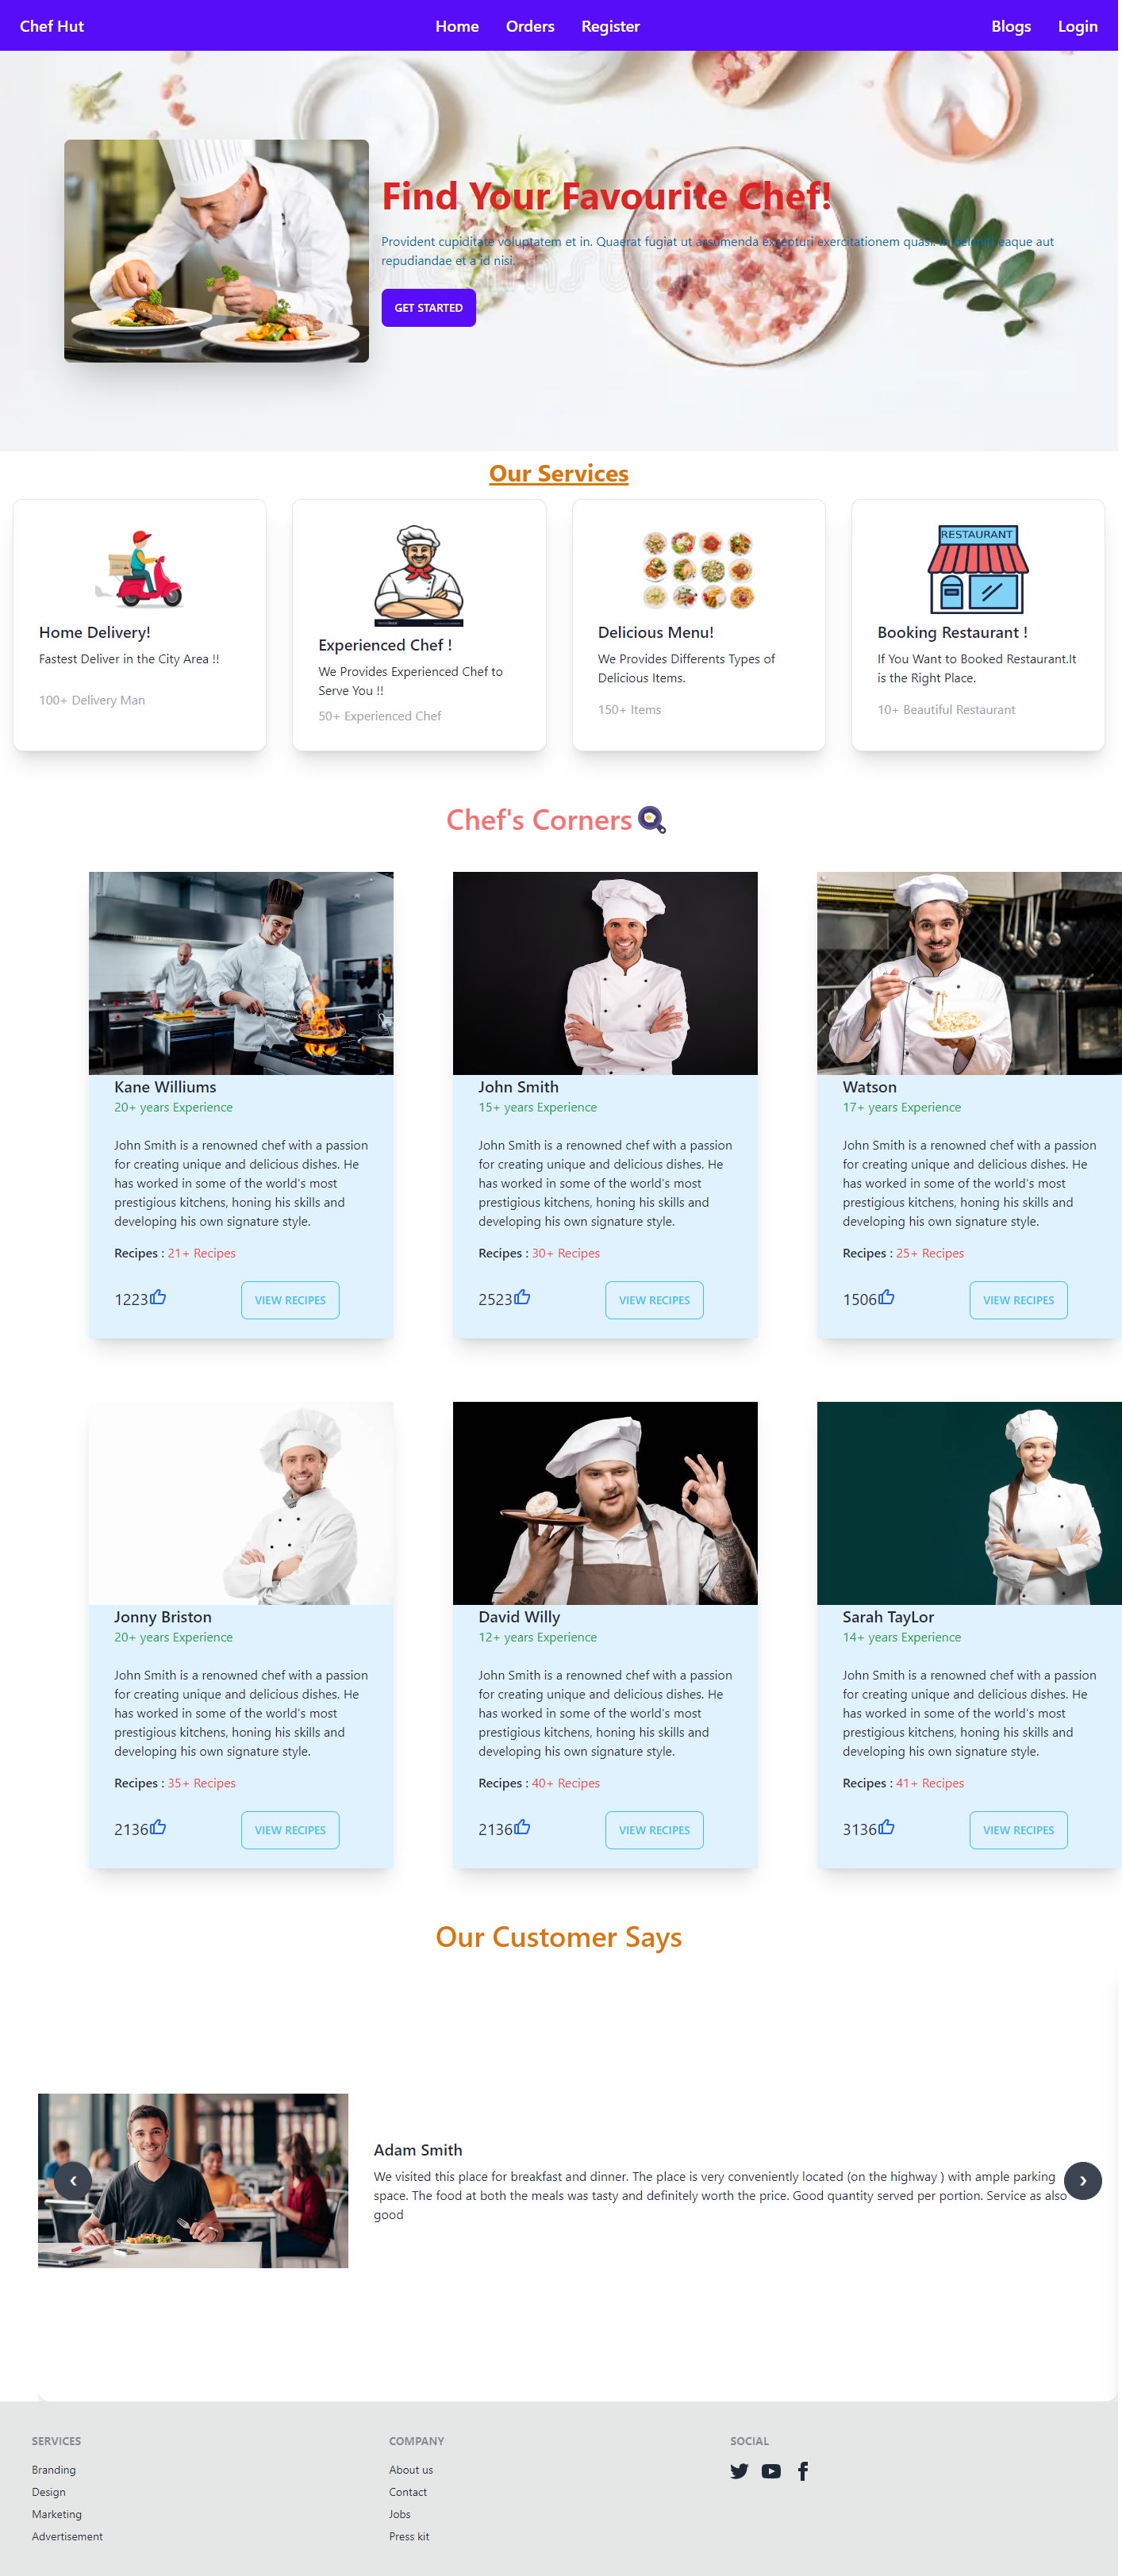 Chef Hut
Home Orders Register
Blogs Login
Find Your Favourite Chef!
Provident cupiditate voluptatem et in. Quaerat fugiat ut assumenda excepturi exercitationem quasi. In deleniti eaque aut
repudiandae et a id nisi.
GET STARTED
Our Services
Home Delivery!
Fastest Deliver in the City Area !!
100+ Delivery Man
Experienced Chef !
We Provides Experienced Chef to
Serve You !!
50+ Experienced Chef
Delicious Menu!
We Provides Differents Types of
Delicious Items.
150+ Items
RESTAURANT
Booking Restaurant !
If You Want to Booked Restaurant.It
is the Right Place.
10+ Beautiful Restaurant
Chef's Corners
Kane Williums
20+ years Experience
John Smith is a renowned chef with a passion
for creating unique and delicious dishes. He
has worked in some of the world's most
prestigious kitchens, honing his skills and
developing his own signature style.
Recipes : 21+ Recipes
1223
VIEW RECIPES
John Smith
15+ years Experience
John Smith is a renowned chef with a passion
for creating unique and delicious dishes. He
has worked in some of the world's most
prestigious kitchens, honing his skills and
developing his own signature style.
Recipes : 30+ Recipes
2523
VIEW RECIPES
Watson
17+ years Experience
John Smith is a renowned chef with a passion
for creating unique and delicious dishes. He
has worked in some of the world's most
prestigious kitchens, honing his skills and
developing his own signature style.
Recipes : 25+ Recipes
1506
VIEW RECIPES
Jonny Briston
20+ years Experience
John Smith is a renowned chef with a passion
for creating unique and delicious dishes. He
has worked in some of the world's most
prestigious kitchens, honing his skills and
developing his own signature style.
Recipes : 35+ Recipes
2136
VIEW RECIPES
David Willy
12+ years Experience
John Smith is a renowned chef with a passion
for creating unique and delicious dishes. He
has worked in some of the world's most
prestigious kitchens, honing his skills and
developing his own signature style.
Recipes : 40+ Recipes
2136
VIEW RECIPES
Sarah TayLor
14+ years Experience
John Smith is a renowned chef with a passion
for creating unique and delicious dishes. He
has worked in some of the world's most
prestigious kitchens, honing his skills and
developing his own signature style.
Recipes : 41+ Recipes
3136
VIEW RECIPES
Our Customer Says
Adam Smith
We visited this place for breakfast and dinner. The place is very conveniently located (on the highway ) with ample parking
space. The food at both the meals was tasty and definitely worth the price. Good quantity served per portion. Service as also
good
SERVICES
Branding
Design
Marketing
Advertisement
COMPANY
About us
Contact
Jobs
Press kit
SOCIAL